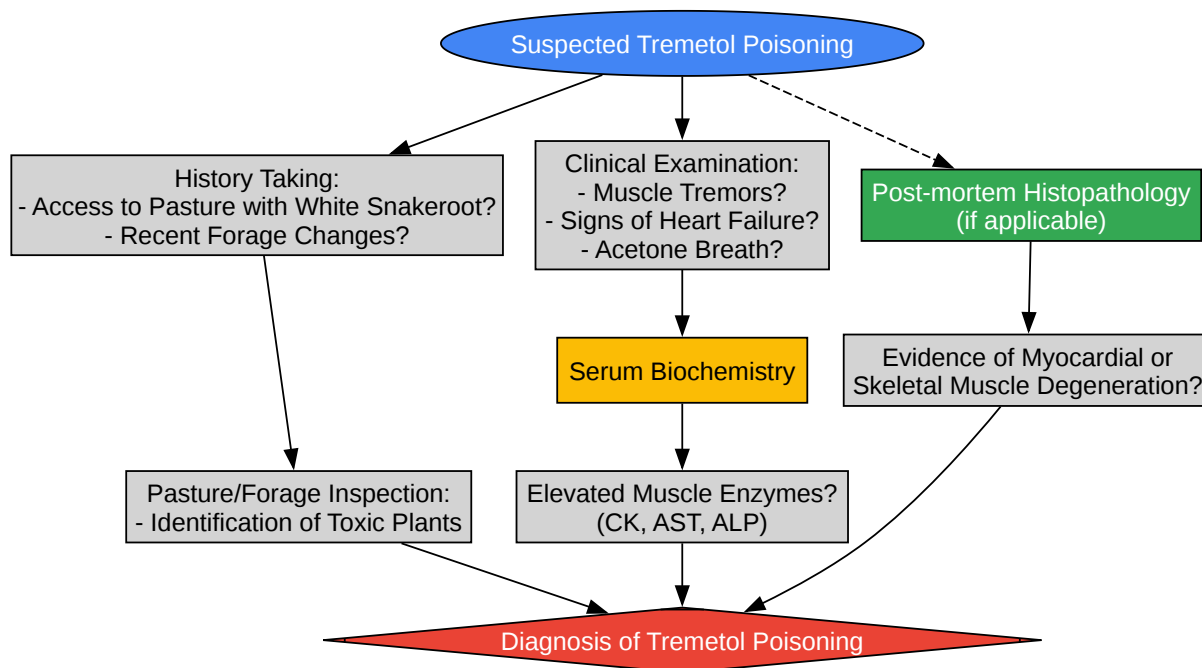 Suspected Tremetol Poisoning
History Taking:
- Access to Pasture with White Snakeroot?
- Recent Forage Changes?
Clinical Examination:
- Muscle Tremors?
- Signs of Heart Failure?
- Acetone Breath?
Post-mortem Histopathology
(if applicable)
Serum Biochemistry
Evidence of Myocardial or
Skeletal Muscle Degeneration?
Pasture/Forage Inspection:
- Identification of Toxic Plants
Elevated Muscle Enzymes?
(CK, AST, ALP)
Diagnosis of Tremetol Poisoning